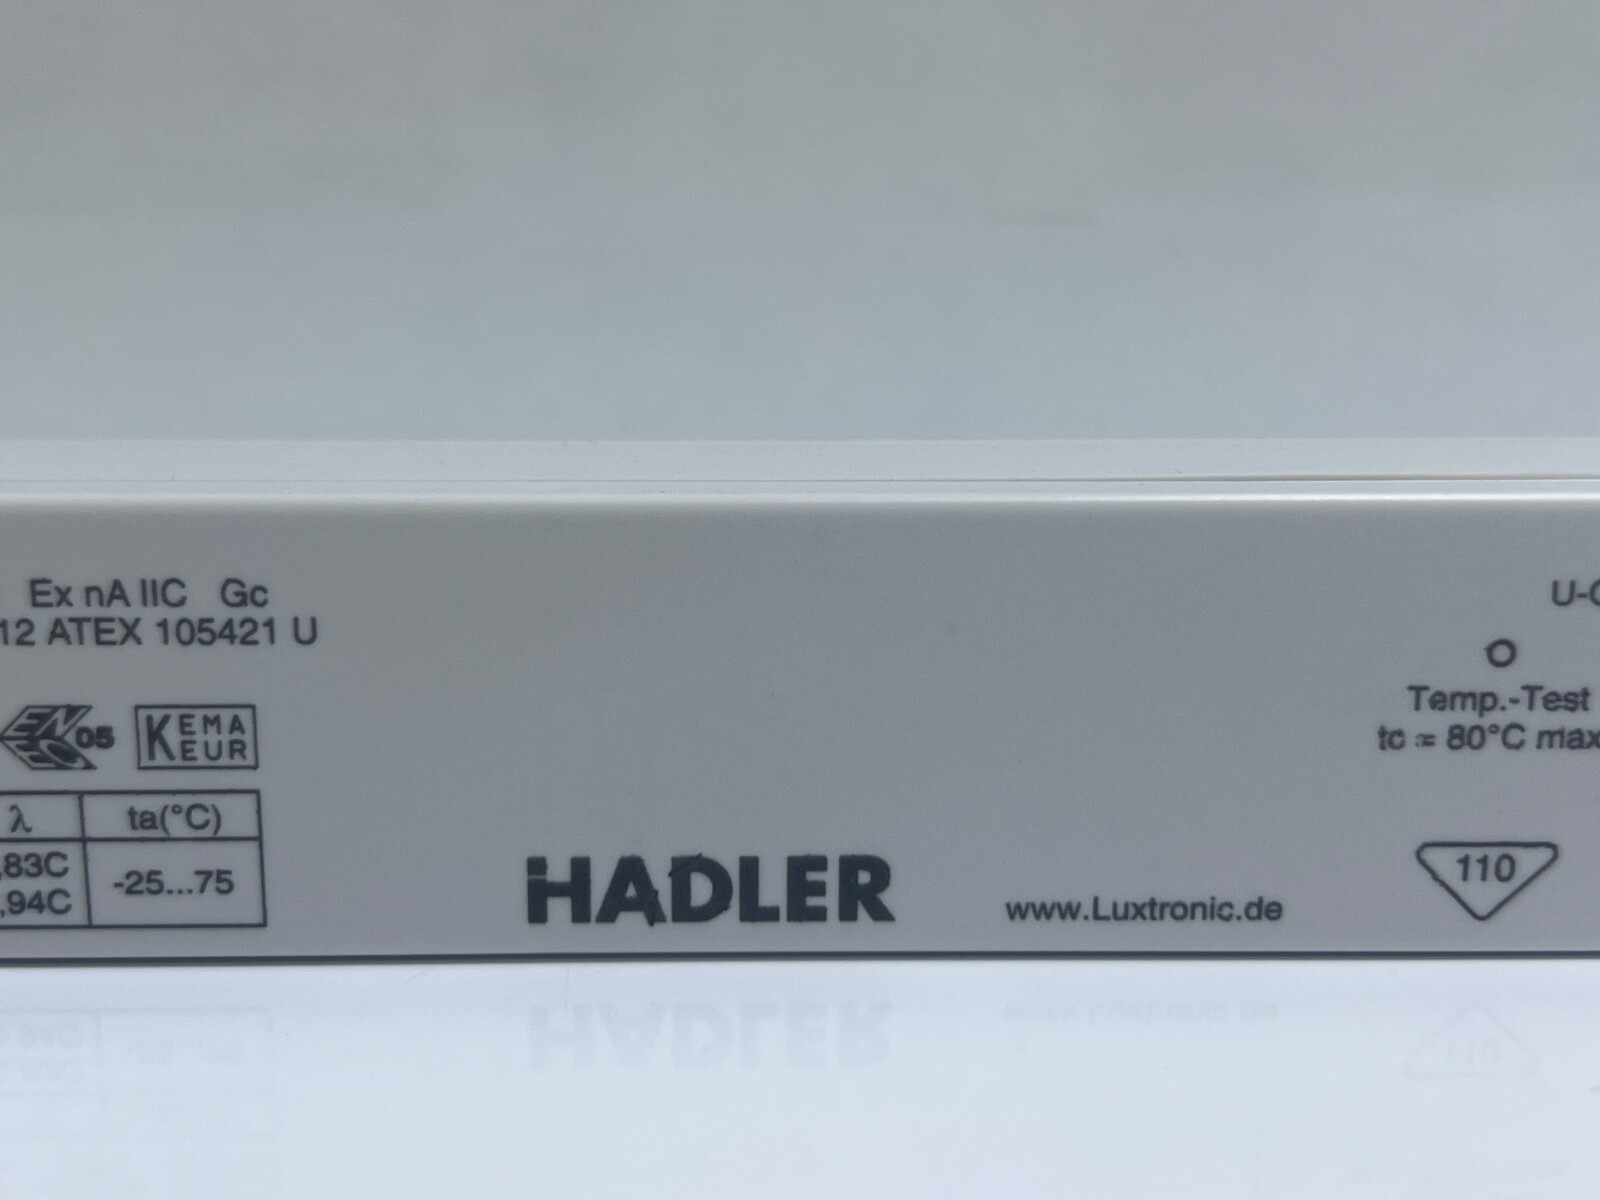 Ex nA IIC Gc
12 ATEX 105421 U
05
KEMA
EUR
λ ta(°C)
,83C
,94C
-25...75
HADLER
www.Luxtronic.de
Temp.-Test
tc = 80°C max
110